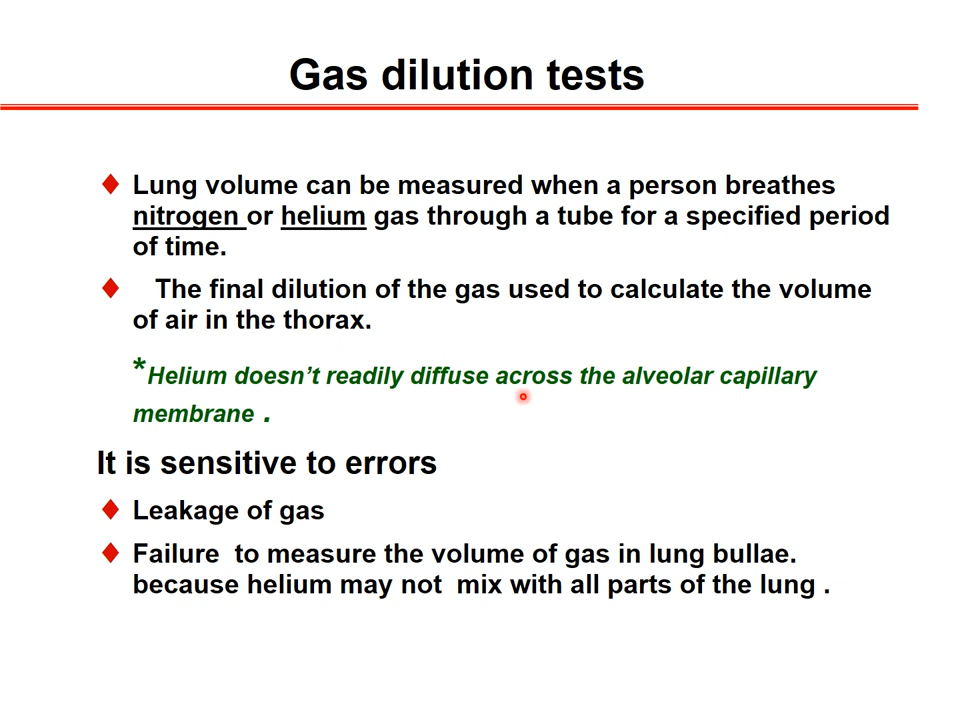 Gas dilution tests
Lung volume can be measured when a person breathes
nitrogen or helium gas through a tube for a specified period
of time.
The final dilution of the gas used to calculate the volume
of air in the thorax.
*Helium doesn't readily diffuse across the alveolar capillary
membrane .
It is sensitive to errors
Leakage of gas
Failure  to measure the volume of gas in lung bullae.
because helium may not  mix with all parts of the lung .